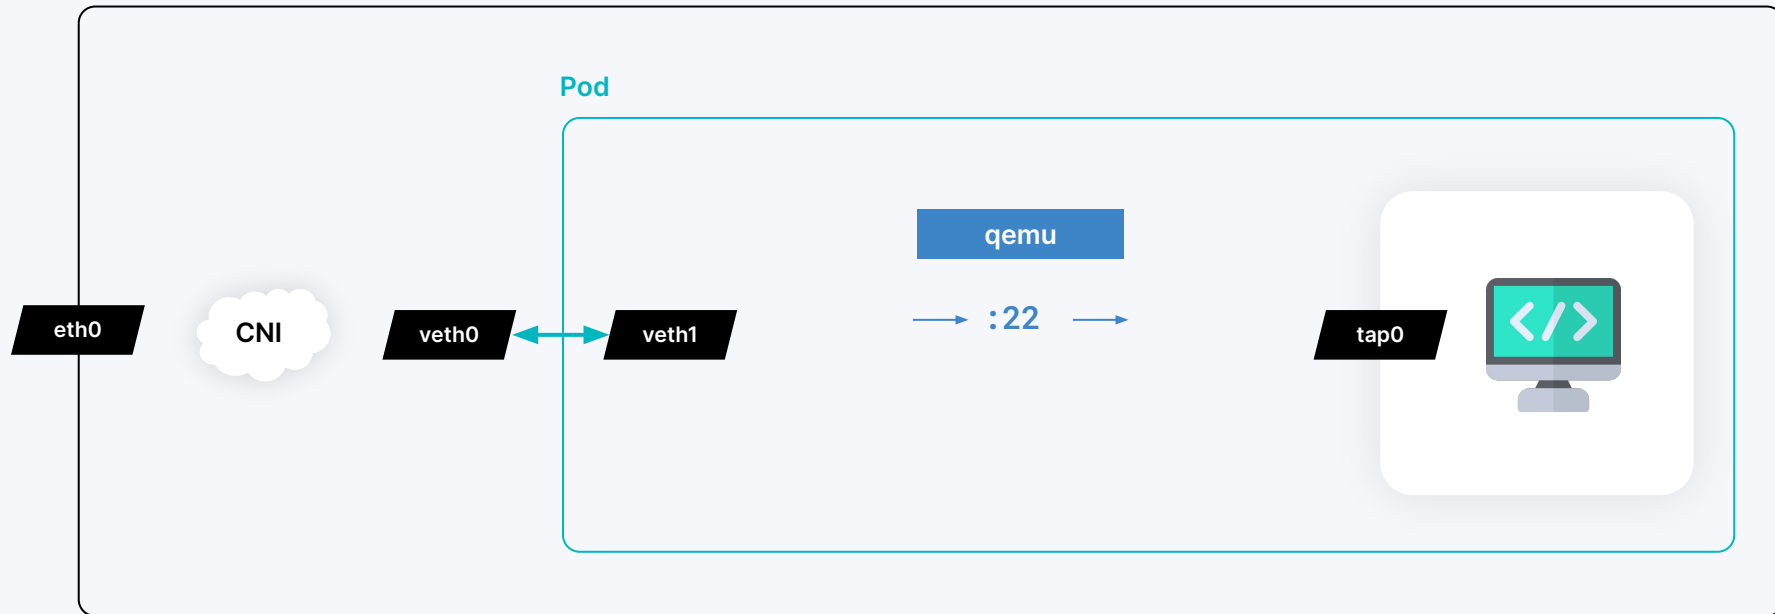 Pod
qemu
eth0
CNI
veth0
veth1
:22
tap0
</>